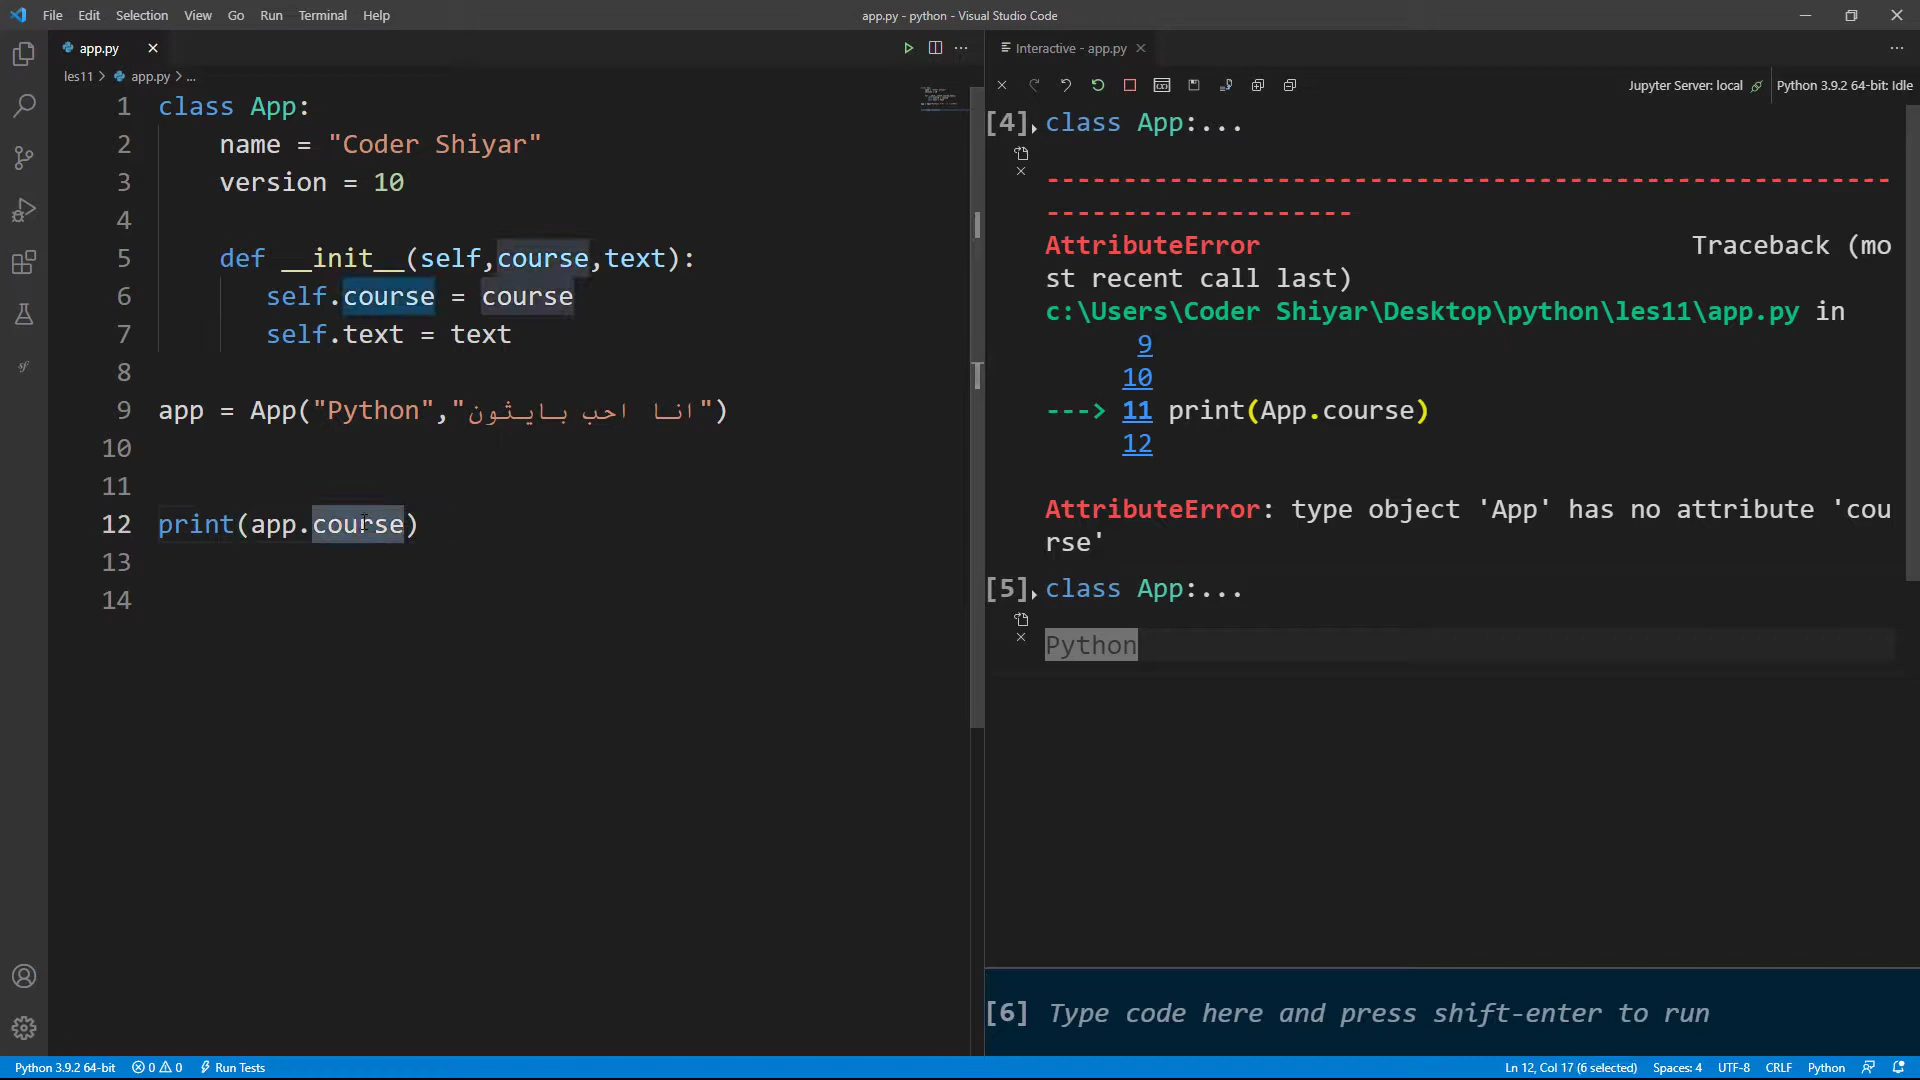 File Edit Selection View Go Run Terminal Help
app.py - python - Visual Studio Code
app.py
les11 > app.py > ...
1 class App:
2 name = "Coder Shiyar"
3 version = 10
4
5 def __init__(self,course,text):
6 self.course = course
7 self.text = text
8
9 app = App("Python","انا احب بايثون")
10
11
12 print(app.course)
13
14
Interactive - app.py
Jupyter Server: local
Python 3.9.2 64-bit: Idle
[4] class App:...
---------------------------------------------------------------------------
AttributeError Traceback (mo
st recent call last)
c:\Users\Coder Shiyar\Desktop\python\les11\app.py in
9
10
---> 11 print(App.course)
12
AttributeError: type object 'App' has no attribute 'cou
rse'
[5] class App:...
Python
[6] Type code here and press shift-enter to run
Python 3.9.2 64-bit 0 0 Run Tests
Ln 12, Col 17 (6 selected) Spaces: 4 UTF-8 CRLF Python